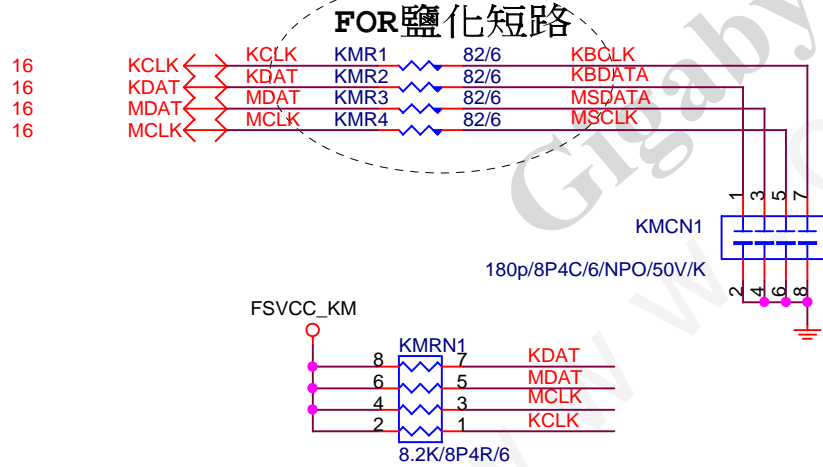 FOR鹽化短路
16 KCLK KCLK KMR1 82/6 KBCLK
16 KDAT KDAT KMR2 82/6 KBDATA
16 MDAT MDAT KMR3 82/6 MSDATA
16 MCLK MCLK KMR4 82/6 MSCLK
Gigaby
1 3 5 7
KMCN1
180p/8P4C/6/NPO/50V/K
2 4 6 8
FSVCC_KM
KMRN1
8 7 KDAT
6 5 MDAT
4 3 MCLK
2 1 KCLK
8.2K/8P4R/6
w w w